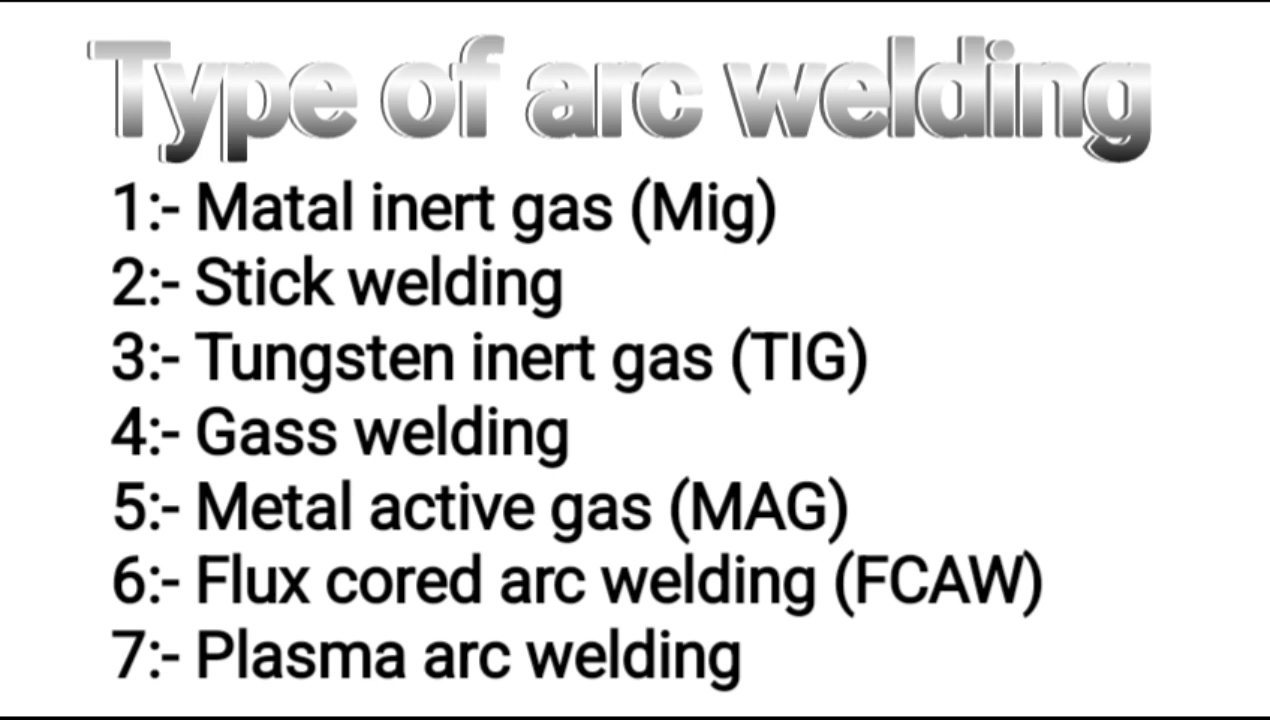 Type of arc welding
1:- Matal inert gas (Mig)
2:- Stick welding
3:- Tungsten inert gas (TIG)
4:- Gass welding
5:- Metal active gas (MAG)
6:- Flux cored arc welding (FCAW)
7:- Plasma arc welding